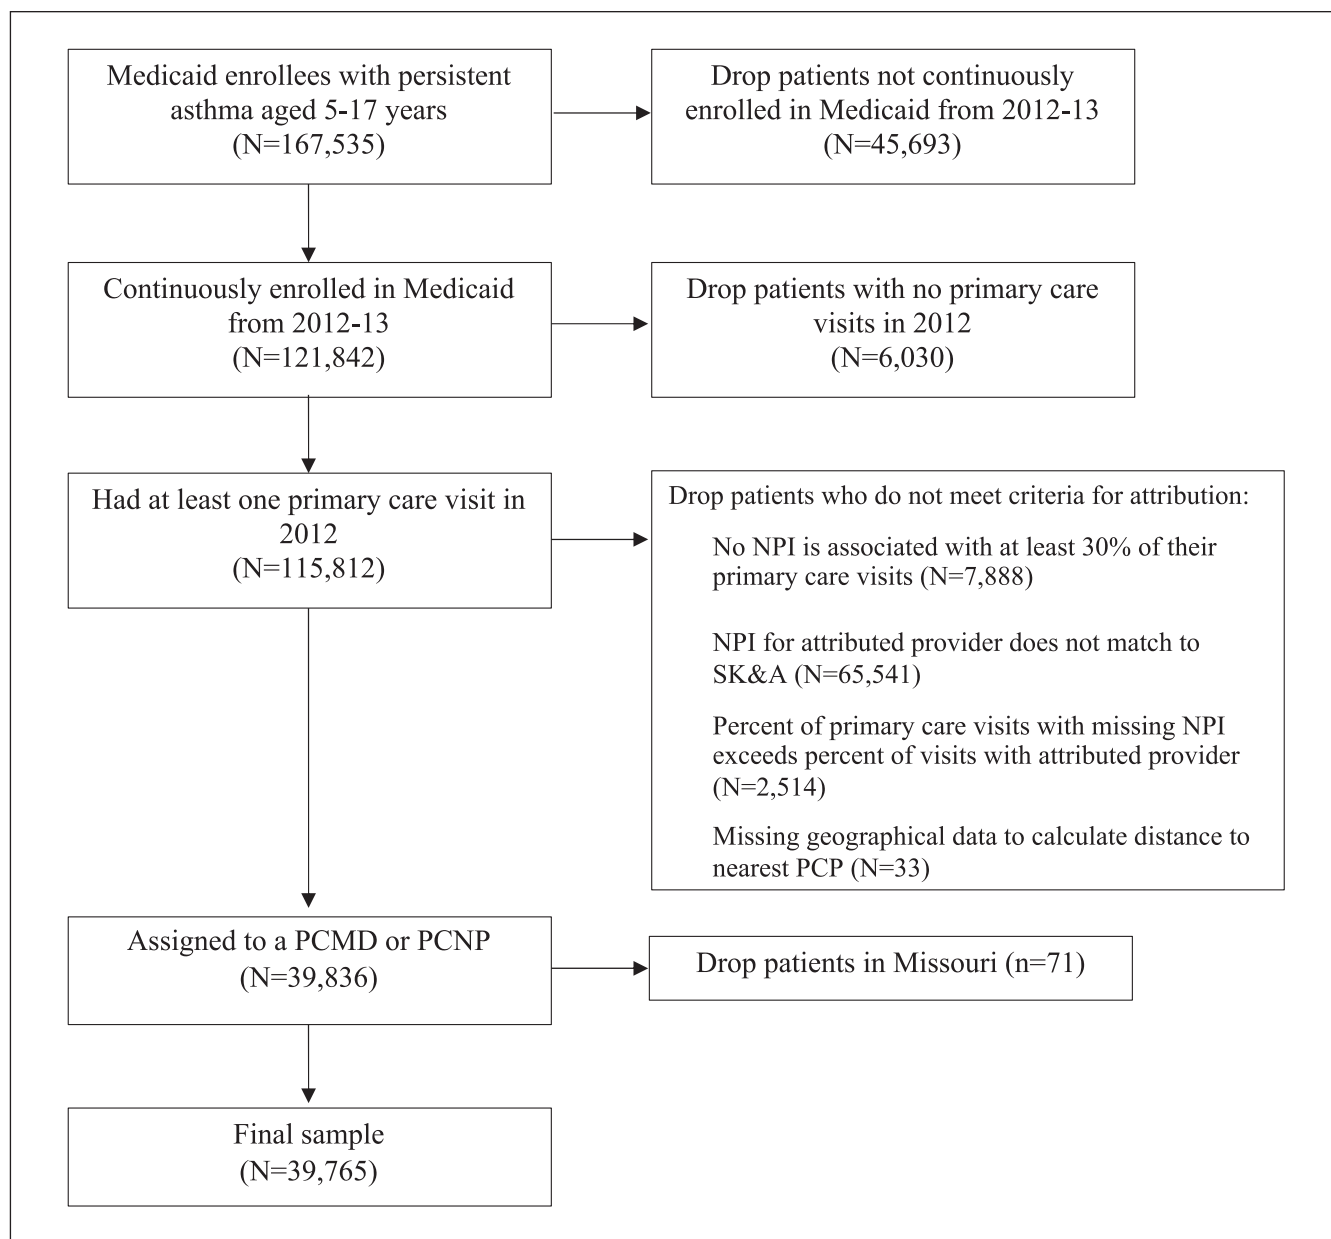 Medicaid enrollees with persistent
asthma aged 5-17 years
(N=167,535)
Drop patients not continuously
enrolled in Medicaid from 2012-13
(N=45,693)
Continuously enrolled in Medicaid
from 2012-13
(N=121,842)
Drop patients with no primary care
visits in 2012
(N=6,030)
Had at least one primary care visit in
2012
(N=115,812)
Drop patients who do not meet criteria for attribution:
No NPI is associated with at least 30% of their
primary care visits (N=7,888)
NPI for attributed provider does not match to
SK&A (N=65,541)
Percent of primary care visits with missing NPI
exceeds percent of visits with attributed provider
(N=2,514)
Missing geographical data to calculate distance to
nearest PCP (N=33)
Assigned to a PCMD or PCNP
(N=39,836)
Drop patients in Missouri (n=71)
Final sample
(N=39,765)